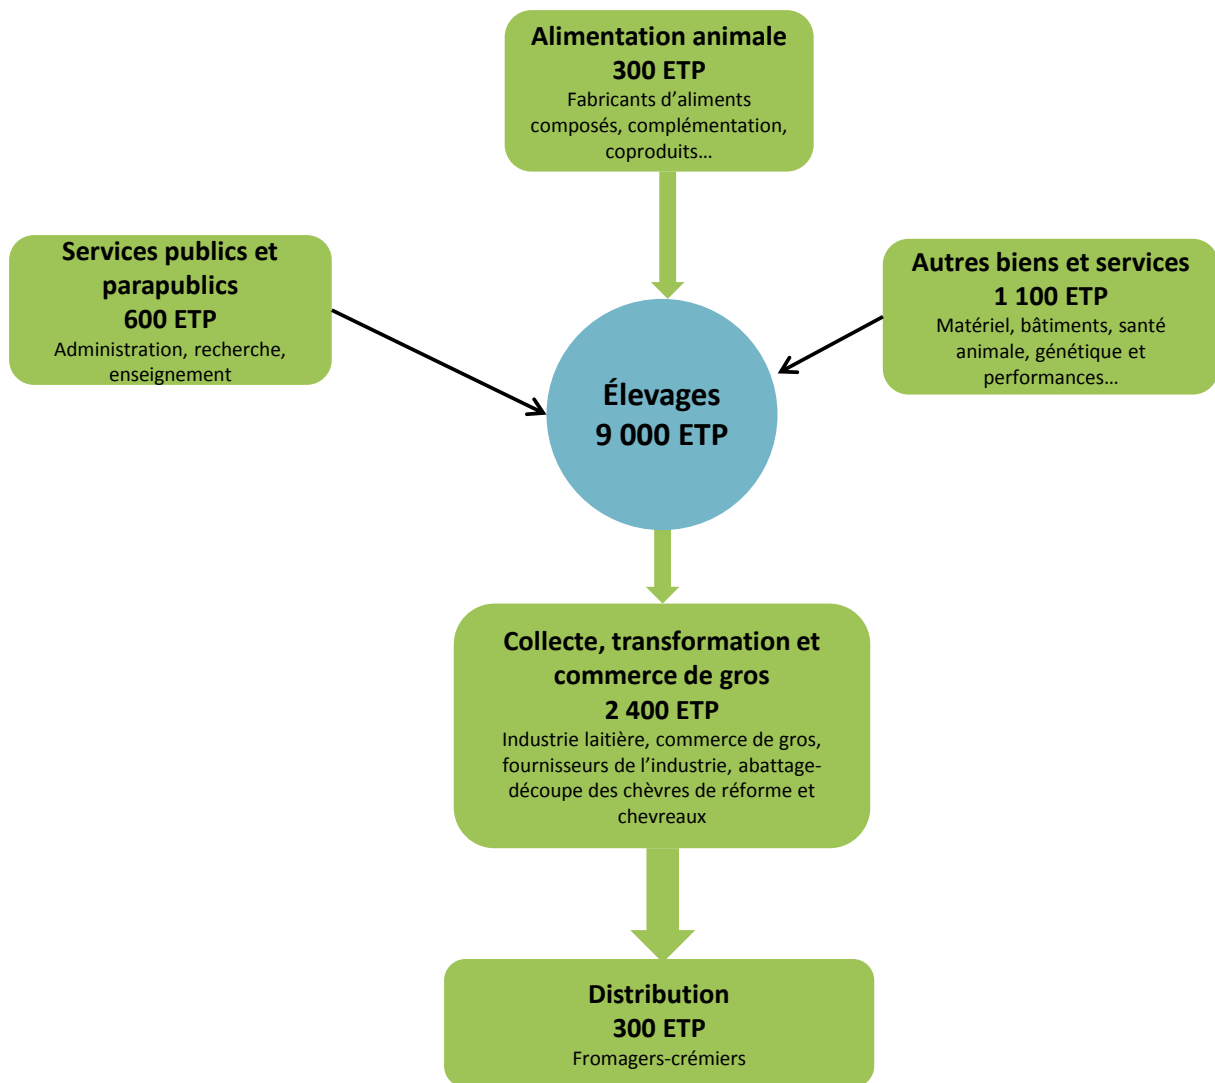 Alimentation animale
300 ETP
Fabricants d’aliments
composés, complémentation,
coproduits…
Services publics et
parapublics
600 ETP
Administration, recherche,
enseignement
Autres biens et services
1 100 ETP
Matériel, bâtiments, santé
animale, génétique et
performances…
Élevages
9 000 ETP
Collecte, transformation et
commerce de gros
2 400 ETP
Industrie laitière, commerce de gros,
fournisseurs de l’industrie, abattage-
découpe des chèvres de réforme et
chevreaux
Distribution
300 ETP
Fromagers-crémiers